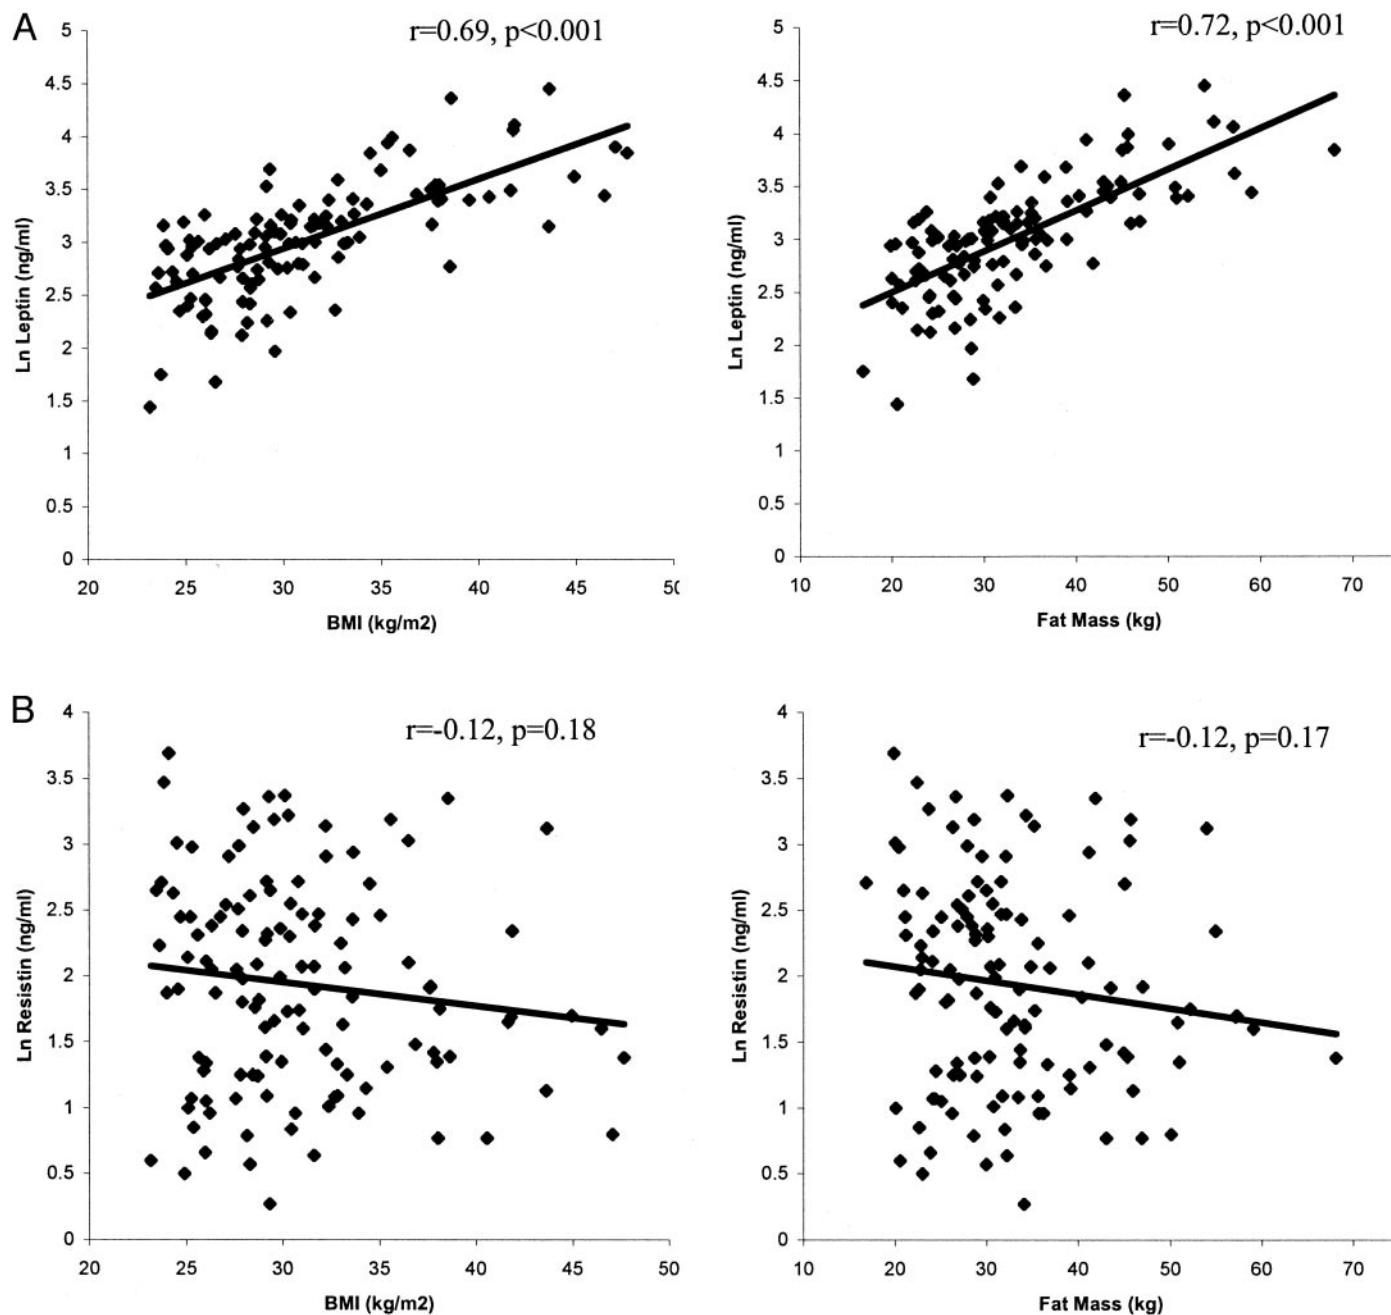 A
r=0.69, p<0.001
5
4.5
4
3.5
3
2.5
2
1.5
1
0.5
0
Ln Leptin (ng/ml)
20 25 30 35 40 45 50
BMI (kg/m2)
r=0.72, p<0.001
5
4.5
4
3.5
3
2.5
2
1.5
1
0.5
0
Ln Leptin (ng/ml)
10 20 30 40 50 60 70
Fat Mass (kg)
B
r=-0.12, p=0.18
4
3.5
3
2.5
2
1.5
1
0.5
0
Ln Resistin (ng/ml)
20 25 30 35 40 45 50
BMI (kg/m2)
r=-0.12, p=0.17
4
3.5
3
2.5
2
1.5
1
0.5
0
Ln Resistin (ng/ml)
10 20 30 40 50 60 70
Fat Mass (kg)